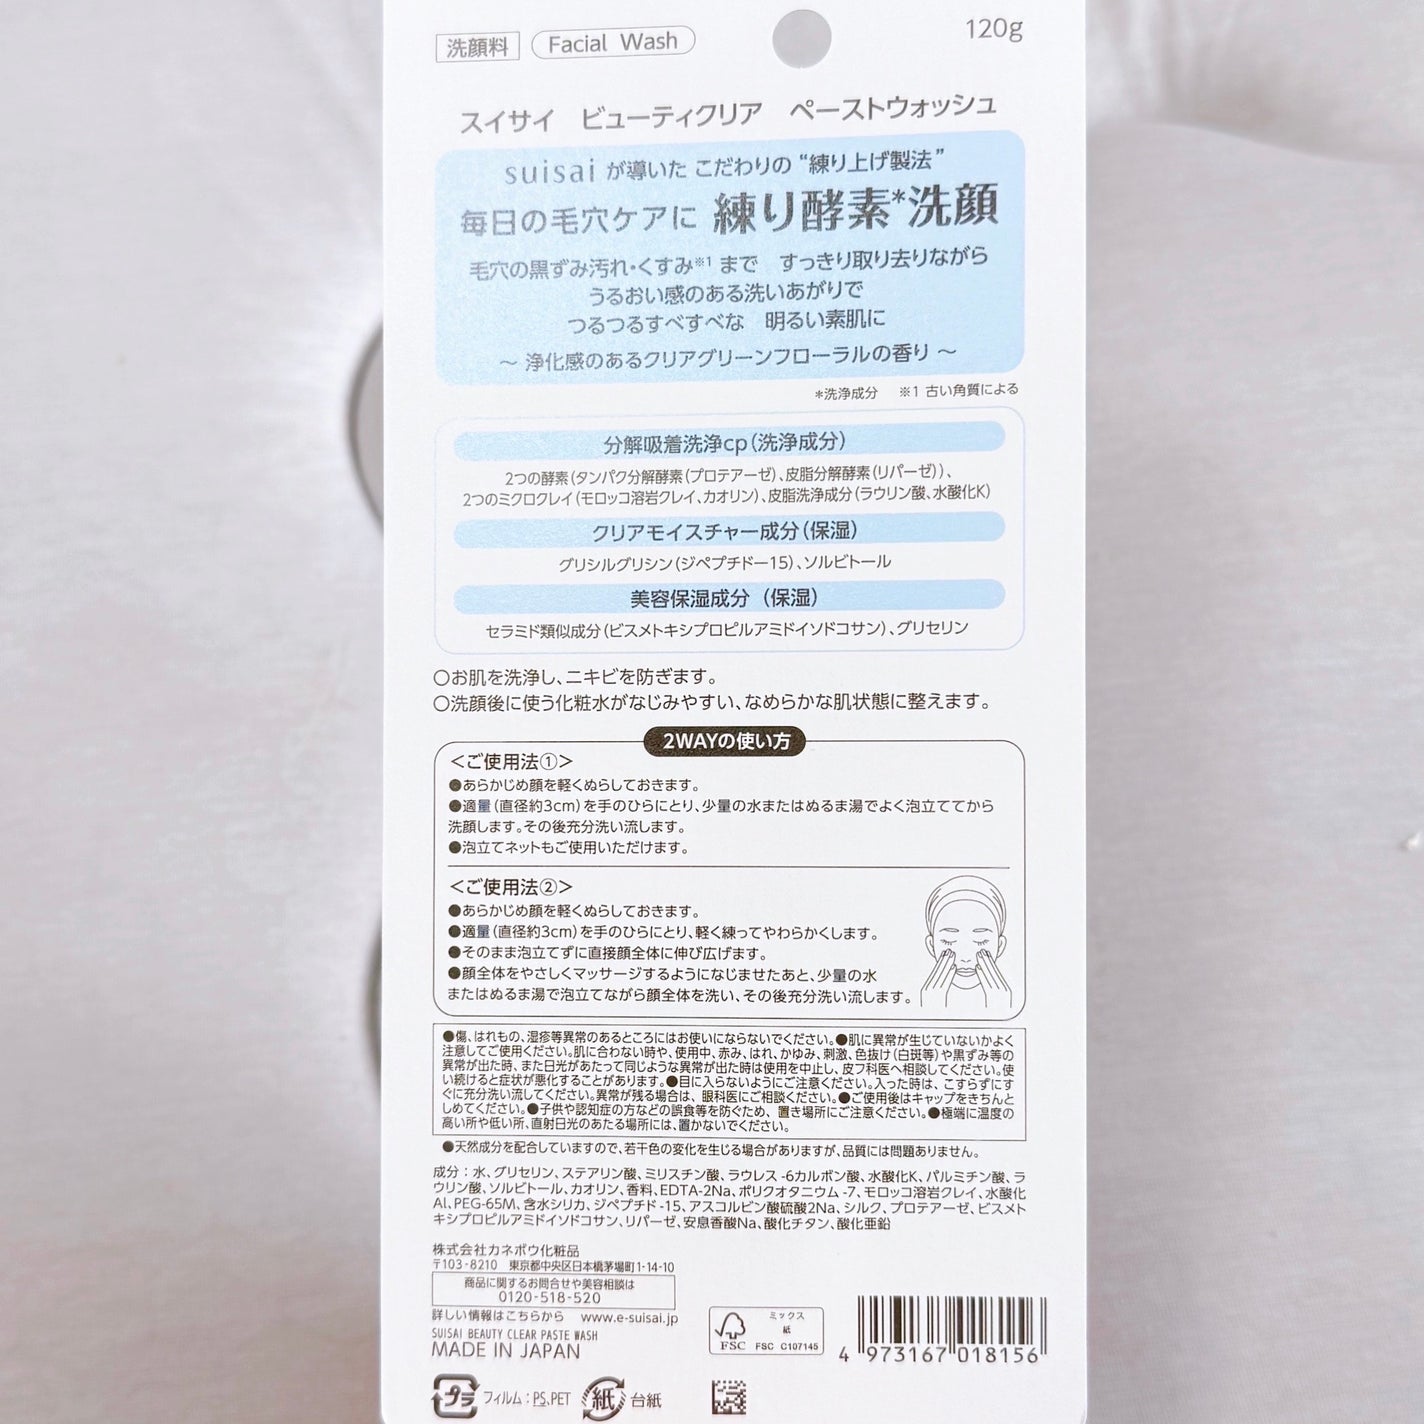 洗顔料 Facial Wash 120g
スイサイ ビューティクリア ペーストウォッシュ
suisai が導いた こだわりの “練り上げ製法”
毎日の毛穴ケアに 練り酵素*洗顔
毛穴の黒ずみ汚れ・くすみ※1 まで すっきり取り去りながら
うるおい感のある洗いあがりで
つるつるすべすべな 明るい素肌に
～ 浄化感のあるクリアグリーンフローラルの香り ～
*洗浄成分 ※1 古い角質による
分解吸着洗浄cp(洗浄成分)
2つの酵素(タンパク分解酵素(プロテアーゼ)、皮脂分解酵素(リパーゼ))、
2つのミクロクレイ(モロッコ溶岩クレイ、カオリン)、皮脂洗浄成分(ラウリン酸、水酸化K)
クリアモイスチャー成分(保湿)
グリシルグリシン(ジペプチドー15)、ソルビトール
美容保湿成分 (保湿)
セラミド類似成分(ビスメトキシプロピルアミドイソドコサン)、グリセリン
○お肌を洗浄し、ニキビを防ぎます。
○洗顔後に使う化粧水がなじみやすい、なめらかな肌状態に整えます。
2WAYの使い方
<ご使用法①>
●あらかじめ顔を軽くぬらしておきます。
●適量(直径約3cm)を手のひらにとり、少量の水またはぬるま湯でよく泡立ててから
洗顔します。その後充分洗い流します。
●泡立てネットもご使用いただけます。
<ご使用法②>
●あらかじめ顔を軽くぬらしておきます。
●適量(直径約3cm)を手のひらにとり、軽く練ってやわらかくします。
●そのまま泡立てずに直接顔全体に伸び広げます。
●顔全体をやさしくマッサージするようになじませたあと、少量の水
またはぬるま湯で泡立てながら顔全体を洗い、その後充分洗い流します。
●傷、はれもの、湿疹等異常のあるところにはお使いにならないでください。●肌に異常が生じていないかよく
注意してご使用ください。肌に合わない時や、使用中、赤み、はれ、かゆみ、刺激、色抜け(白斑等)や黒ずみ等の
異常が出た時、また日光があたって同じような異常が出た時は使用を中止し、皮フ科医へ相談してください。使
い続けると症状が悪化することがあります。●目に入らないようにご注意ください。入った時は、こすらずにす
ぐに充分洗い流してください。異常が残る場合は、眼科医にご相談ください。●ご使用後はキャップをきちんと
しめてください。●子供や認知症の方などの誤食等を防ぐため、置き場所にご注意ください。●極端に温度の
高い所や低い所、直射日光のあたる場所には、置かないでください。
●天然成分を配合していますので、若干色の変化を生じる場合がありますが、品質には問題ありません。
成分：水、グリセリン、ステアリン酸、ミリスチン酸、ラウレス-6カルボン酸、水酸化K、パルミチン酸、ラ
ウリン酸、ソルビトール、カオリン、香料、EDTA-2Na、ポリクオタニウム-7、モロッコ溶岩クレイ、水酸化
Al、PEG-65M、含水シリカ、ジペプチド-15、アスコルビン酸硫酸2Na、シルク、プロテアーゼ、ビスメト
キシプロピルアミドイソドコサン、リパーゼ、安息香酸Na、酸化チタン、酸化亜鉛
株式会社カネボウ化粧品
〒103-8210 東京都中央区日本橋茅場町1-14-10
商品に関するお問合せや美容相談は
0120-518-520
詳しい情報はこちらから www.e-suisai.jp
SUISAI BEAUTY CLEAR PASTE WASH
MADE IN JAPAN
ミックス
紙
FSC FSC C107145
4 973167 018156
プラ フィルム：PS、PET 紙 台紙